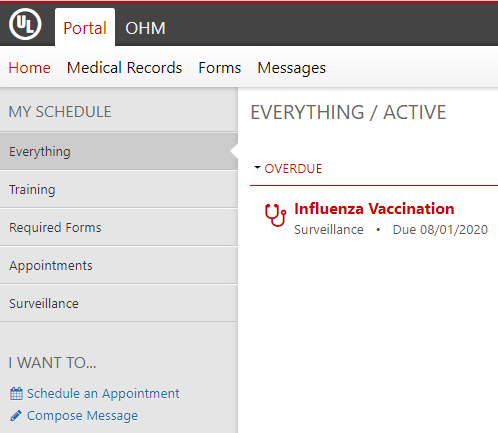 UL
Portal OHM
Home Medical Records Forms Messages
MY SCHEDULE
Everything
Training
Required Forms
Appointments
Surveillance
I WANT TO...
Schedule an Appointment
Compose Message
EVERYTHING / ACTIVE
OVERDUE
Influenza Vaccination
Surveillance • Due 08/01/2020